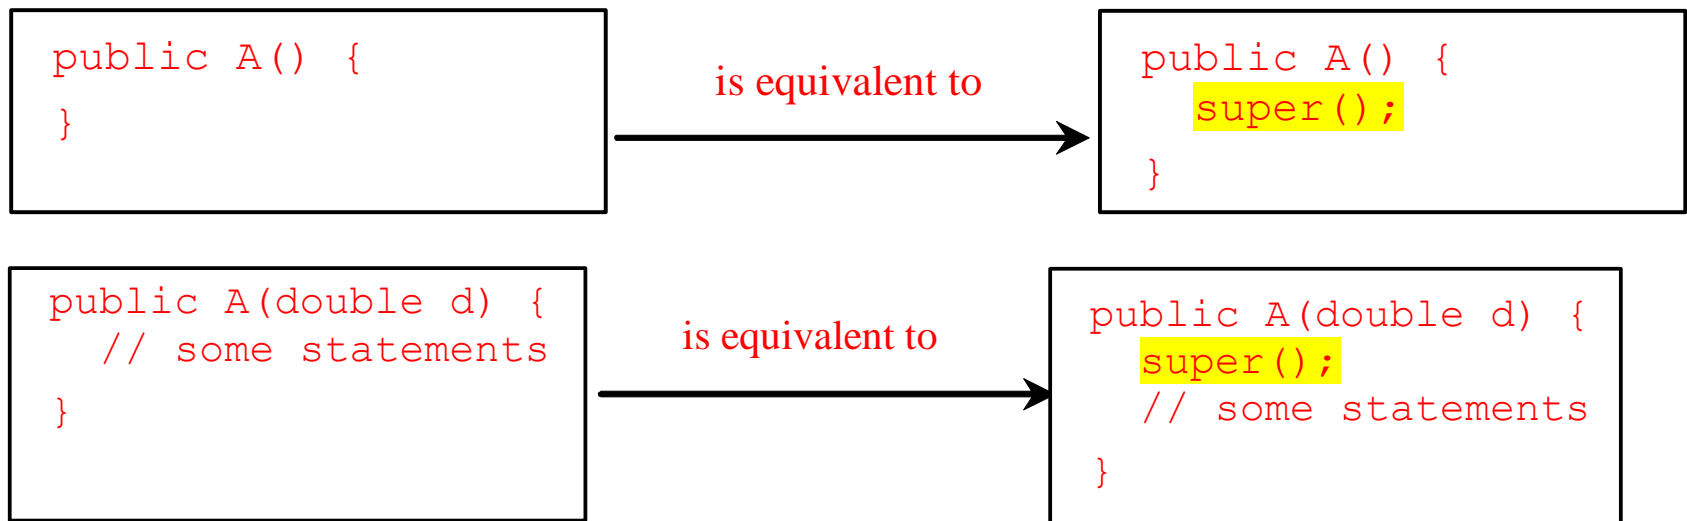 public A() {
}
is equivalent to
public A() {
super();
}
public A(double d) {
// some statements
}
is equivalent to
public A(double d) {
super();
// some statements
}